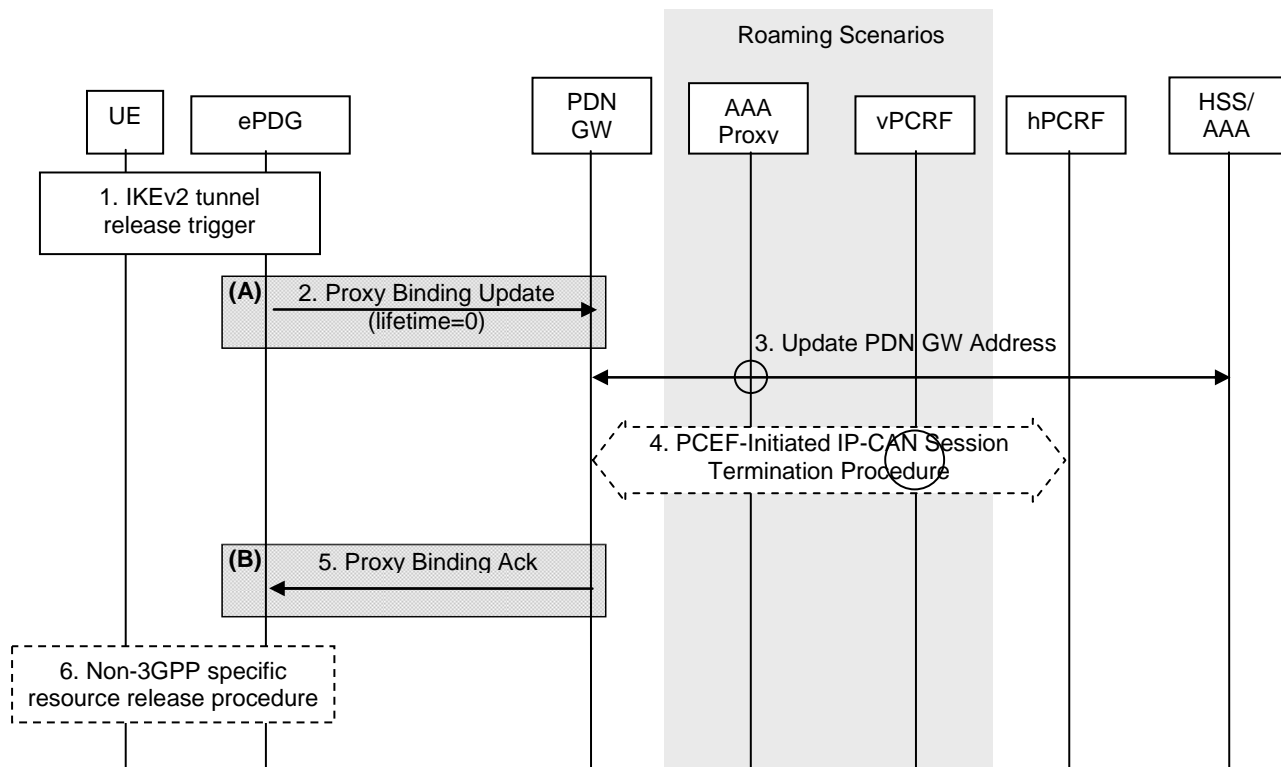 Roaming Scenarios
UE
ePDG
PDN
GW
AAA
Proxy
vPCRF
hPCRF
HSS/
AAA
1. IKEv2 tunnel
release trigger
(A)
2. Proxy Binding Update
(lifetime=0)
3. Update PDN GW Address
4. PCEF-Initiated IP-CAN Session
Termination Procedure
(B)
5. Proxy Binding Ack
6. Non-3GPP specific
resource release procedure